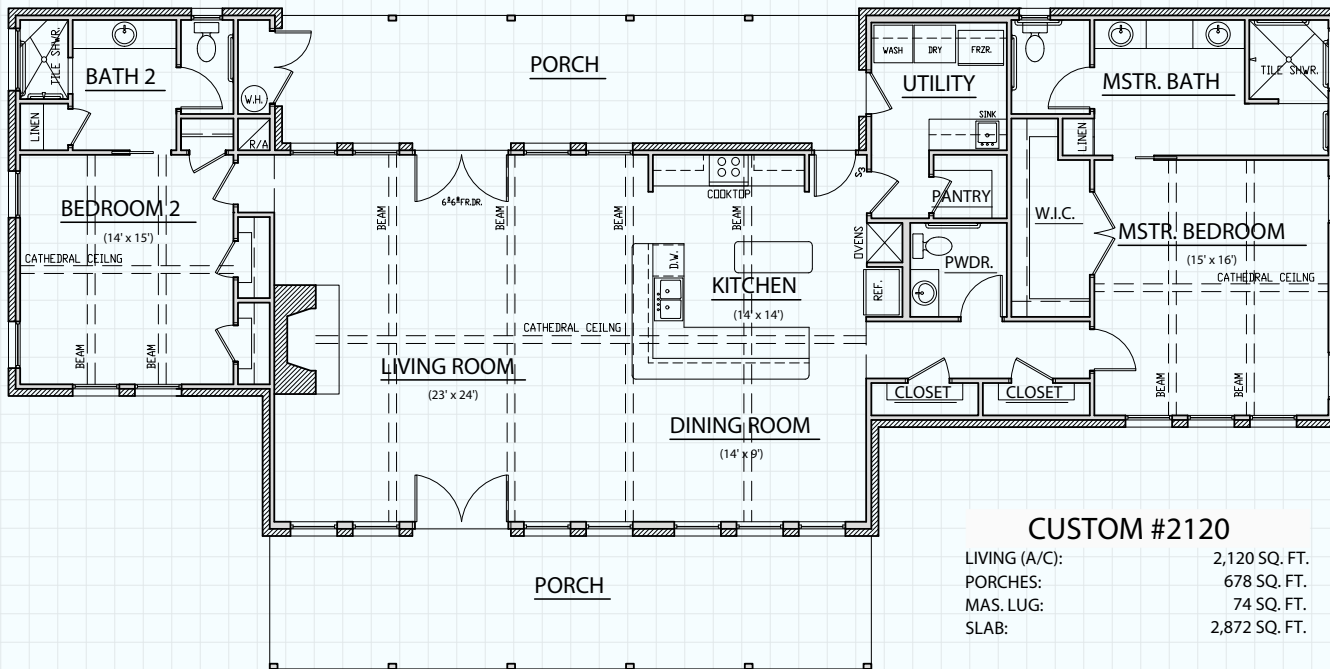 PORCH
WASH
DRY
FRZR.
TILE SHWR.
BATH 2
UTILITY
MSTR. BATH
TILE SHWR.
W.H.
LINEN
R/A
SINK
LINEN
COOKTOP
S3
PANTRY
BEDROOM 2
(14' x 15')
BEAM
BEAM
BEAM
BEAM
W.I.C.
MSTR. BEDROOM
(15' x 16')
CATHEDRAL CEILNG
OVENS
D.W.
PWDR.
CATHEDRAL CEILNG
KITCHEN
(14' x 14')
REF.
CATHEDRAL CEILNG
BEAM
BEAM
LIVING ROOM
(23' x 24')
BEAM
BEAM
CLOSET
CLOSET
DINING ROOM
(14' x 9')
CUSTOM #2120
LIVING (A/C): 2,120 SQ. FT.
PORCHES: 678 SQ. FT.
MAS. LUG: 74 SQ. FT.
SLAB: 2,872 SQ. FT.
PORCH